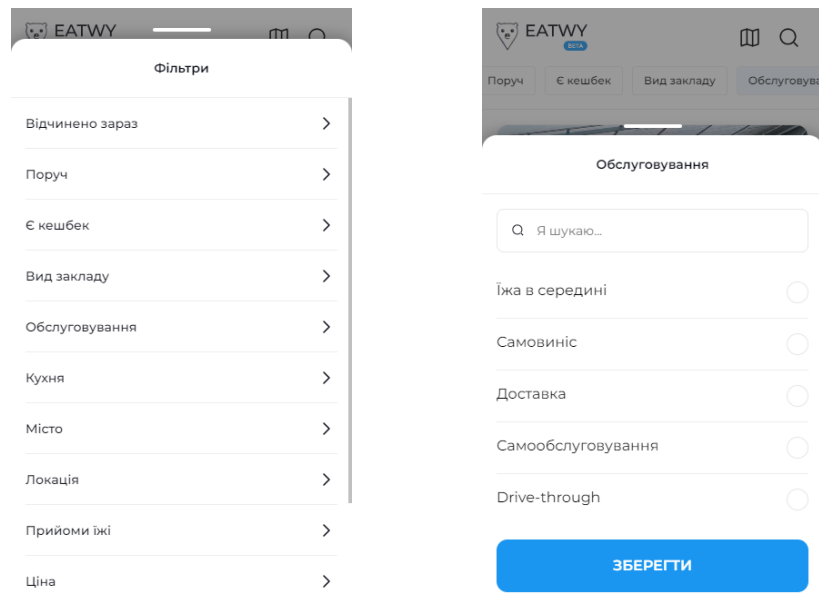 EATWY
Фільтри
Відчинено зараз
Поруч
Є кешбек
Вид закладу
Обслуговування
Кухня
Місто
Локація
Прийоми їжі
Ціна
EATWY
BETA
Поруч
Є кешбек
Вид закладу
Обслуговува
Обслуговування
Я шукаю...
Їжа в середині
Самовиніс
Доставка
Самообслуговування
Drive-through
ЗБЕРЕГТИ